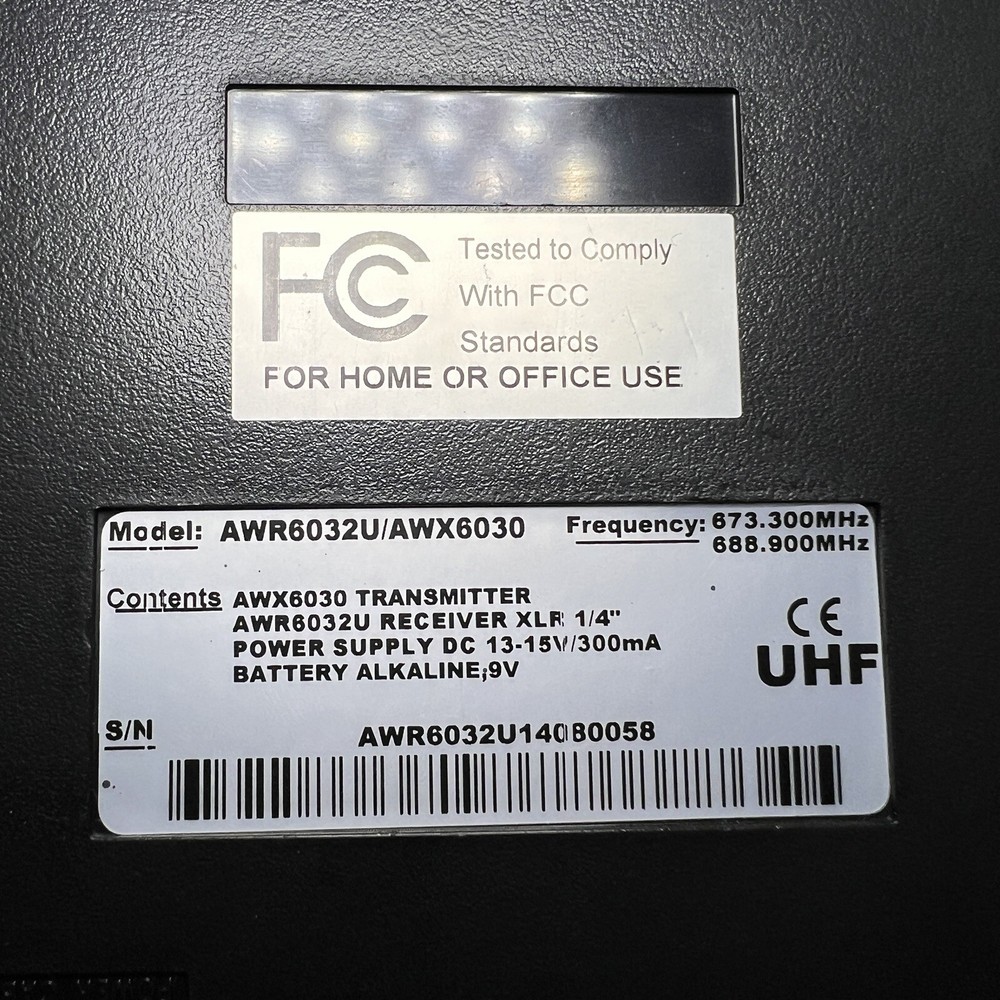 FC Tested to Comply
With FCC
Standards
FOR HOME OR OFFICE USE
Model: AWR6032U/AWX6030 Frequency: 673.300MHz
688.900MHz
Contents AWX6030 TRANSMITTER
AWR6032U RECEIVER XLR 1/4"
POWER SUPPLY DC 13-15V/300mA
BATTERY ALKALINE,9V
CE
UHF
S/N
AWR6032U14080058